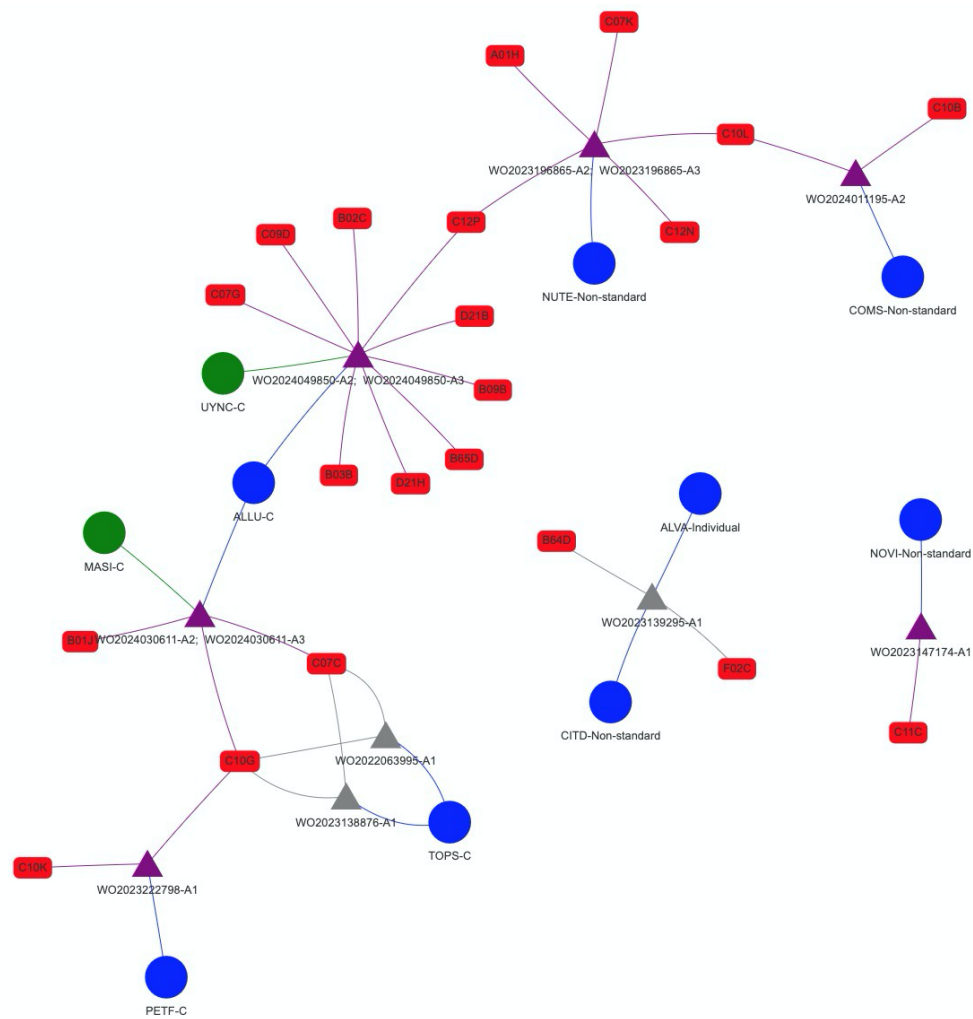 C07K
A01H
C10B
C10L
WO2023196865-A2; WO2023196865-A3
WO2024011195-A2
B02C
C12P
C09D
C12N
C07G
NUTE-Non-standard
COMS-Non-standard
D21B
WO2024049850-A2; WO2024049850-A3
B09B
UYNC-C
B65D
B03B
D21H
ALLU-C
ALVA-Individual
B64D
NOVI-Non-standard
MASI-C
WO2023139295-A1
B01J
WO2024030611-A2; WO2024030611-A3
WO2023147174-A1
C07C
F02C
C11C
CITD-Non-standard
C10G
WO2022063995-A1
WO2023138876-A1
TOPS-C
C10K
WO2023222798-A1
PETF-C